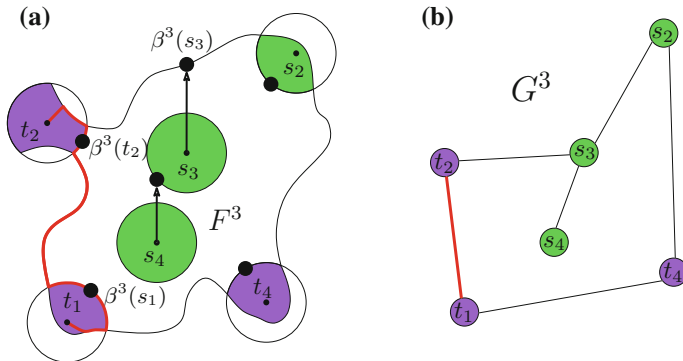 (a)
β³(s₃)
s₂
t₂
β³(t₂)
s₃
F³
s₄
t₁
β³(s₁)
t₄
(b)
s₂
G³
t₂
s₃
s₄
t₄
t₁